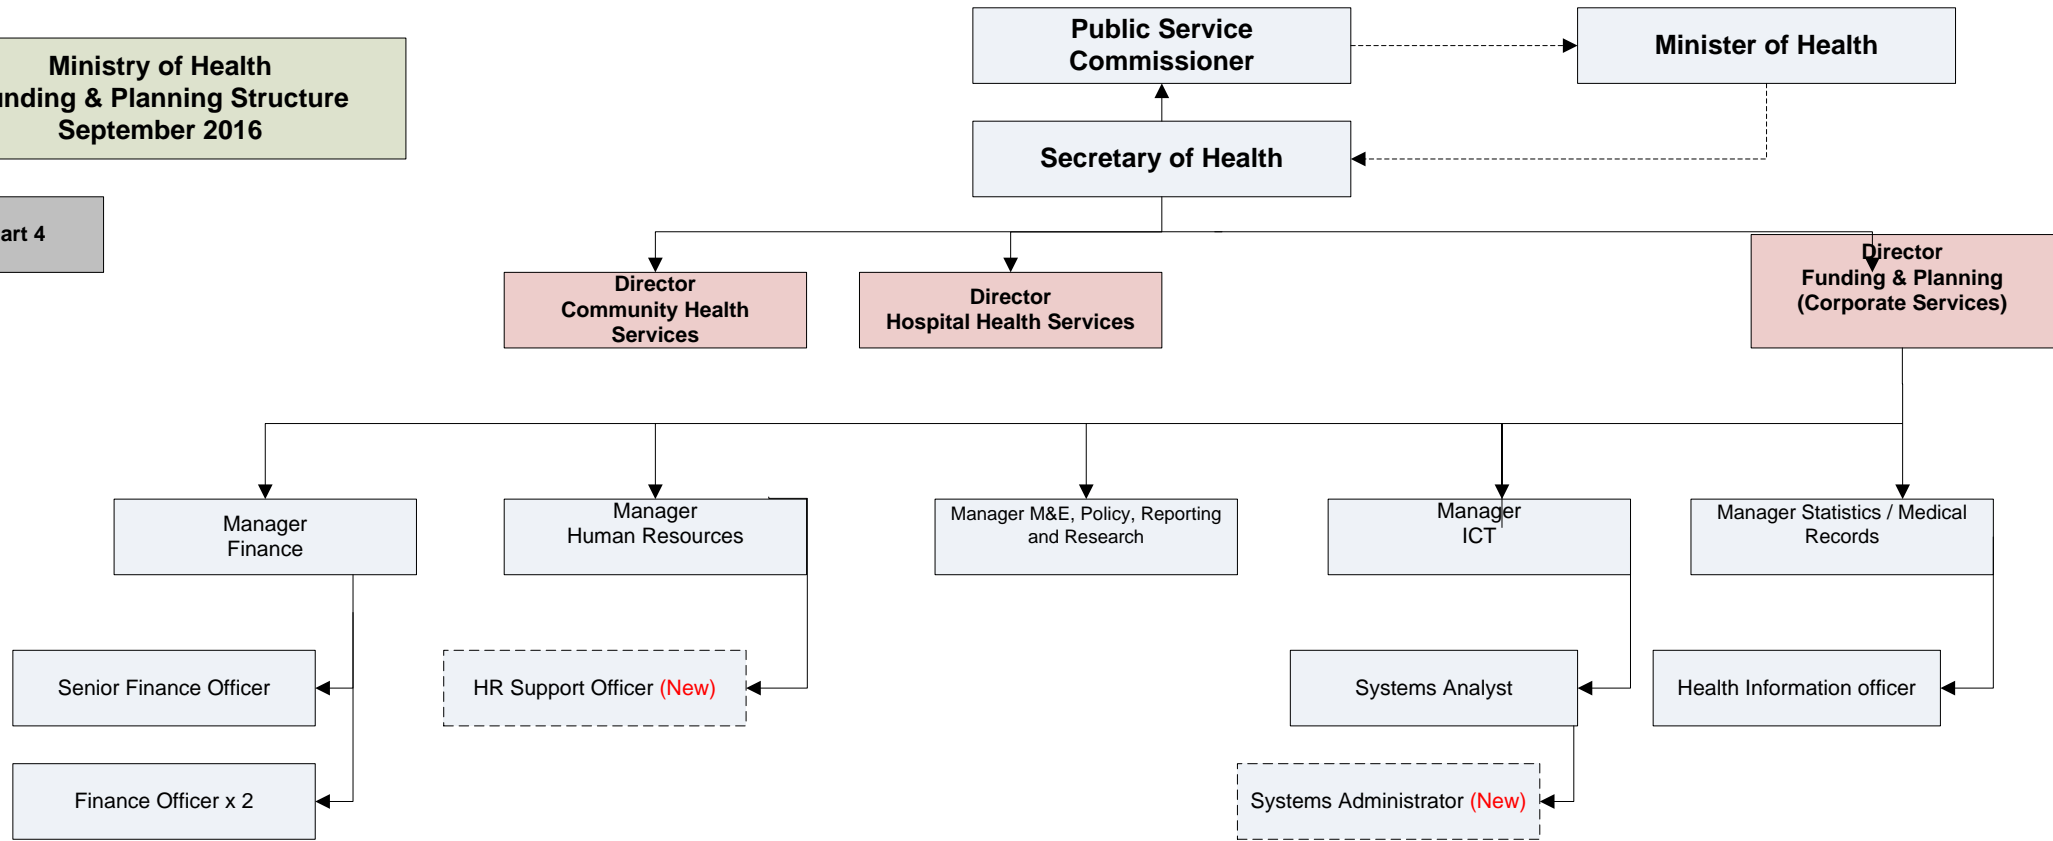 Public Service
Commissioner
Minister of Health
Ministry of Health
& Planning Structure
September 2016
Secretary of Health
4
Director
Community Health
Services
Director
Hospital Health Services
Director
Funding & Planning
(Corporate Services)
Manager
Finance
Manager
Human Resources
Manager M&E, Policy, Reporting
and Research
Manager
ICT
Manager Statistics / Medical
Records
Senior Finance Officer
HR Support Officer (New)
Systems Analyst
Health Information officer
Finance Officer x 2
Systems Administrator (New)